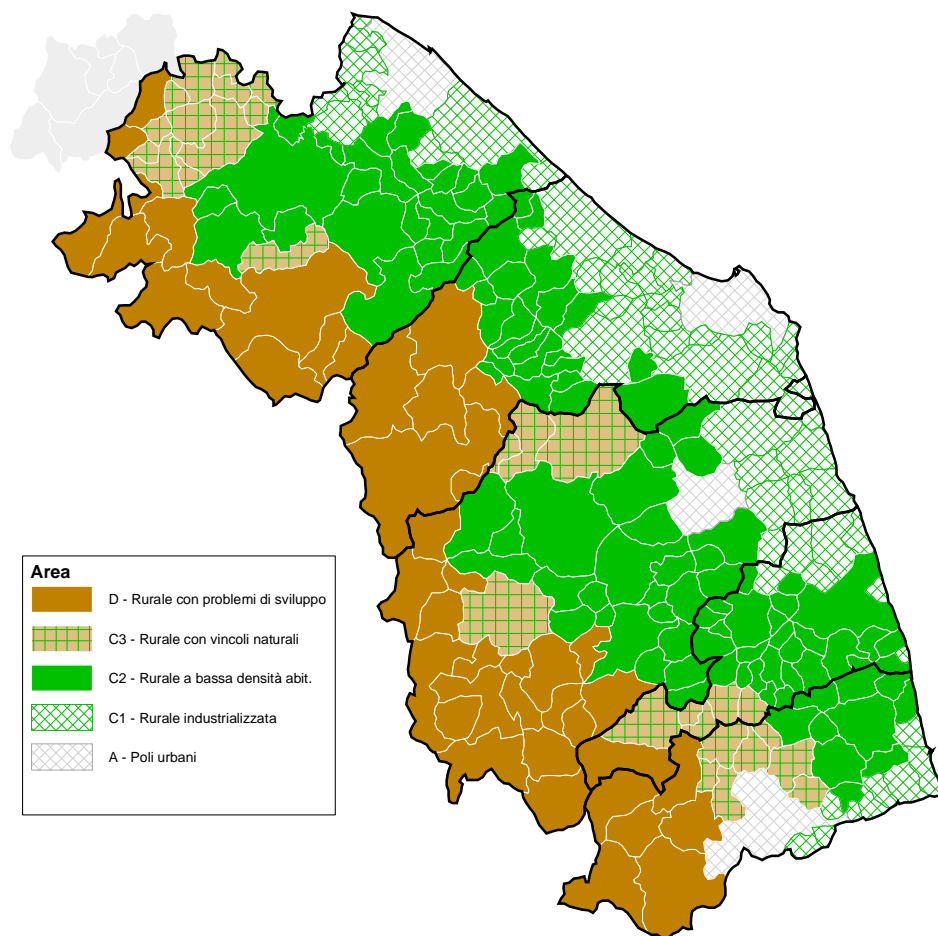 Area
D - Rurale con problemi di sviluppo
C3 - Rurale con vincoli naturali
C2 - Rurale a bassa densità abit.
C1 - Rurale industrializzata
A - Poli urbani